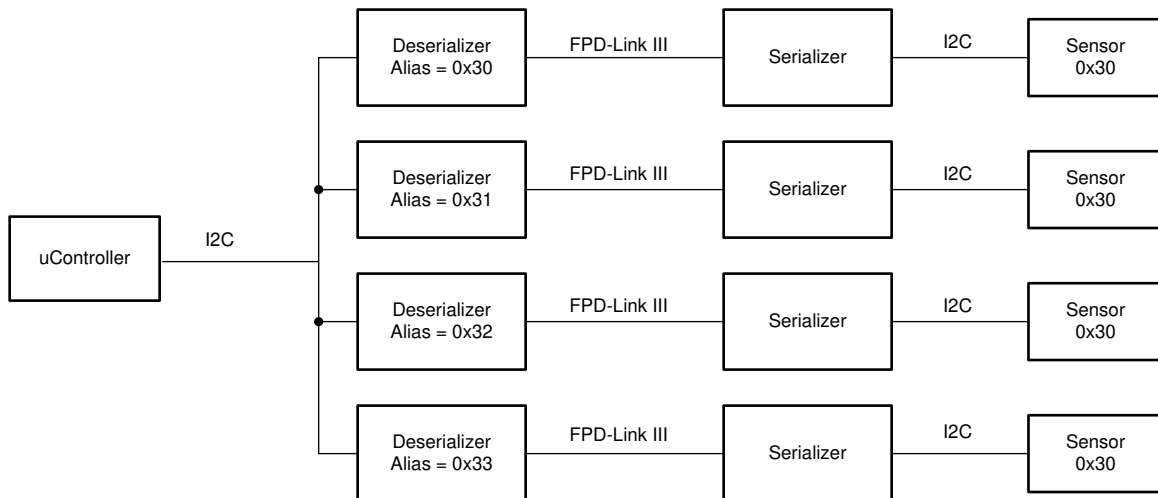 Deserializer
Alias = 0x30
FPD-Link III
Serializer
I2C
Sensor
0x30
Deserializer
Alias = 0x31
FPD-Link III
Serializer
I2C
Sensor
0x30
uController
I2C
Deserializer
Alias = 0x32
FPD-Link III
Serializer
I2C
Sensor
0x30
Deserializer
Alias = 0x33
FPD-Link III
Serializer
I2C
Sensor
0x30